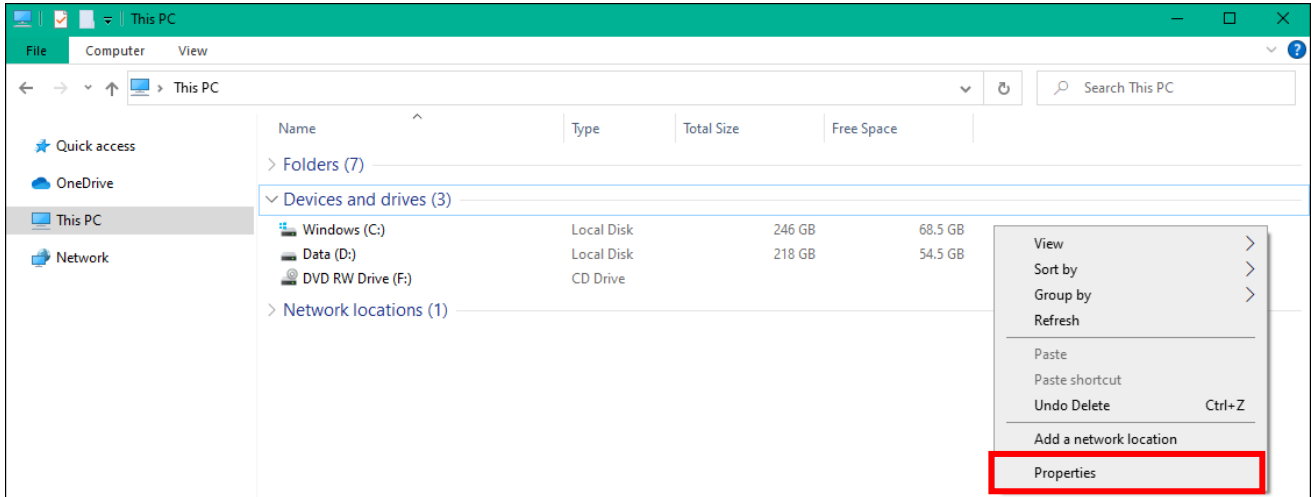 This PC
File Computer View
This PC Search This PC
Name Type Total Size Free Space
Quick access
OneDrive
This PC
Network
Folders (7)
Devices and drives (3)
Windows (C:) Local Disk 246 GB 68.5 GB
Data (D:) Local Disk 218 GB 54.5 GB
DVD RW Drive (F:) CD Drive
Network locations (1)
View
Sort by
Group by
Refresh
Paste
Paste shortcut
Undo Delete Ctrl+Z
Add a network location
Properties